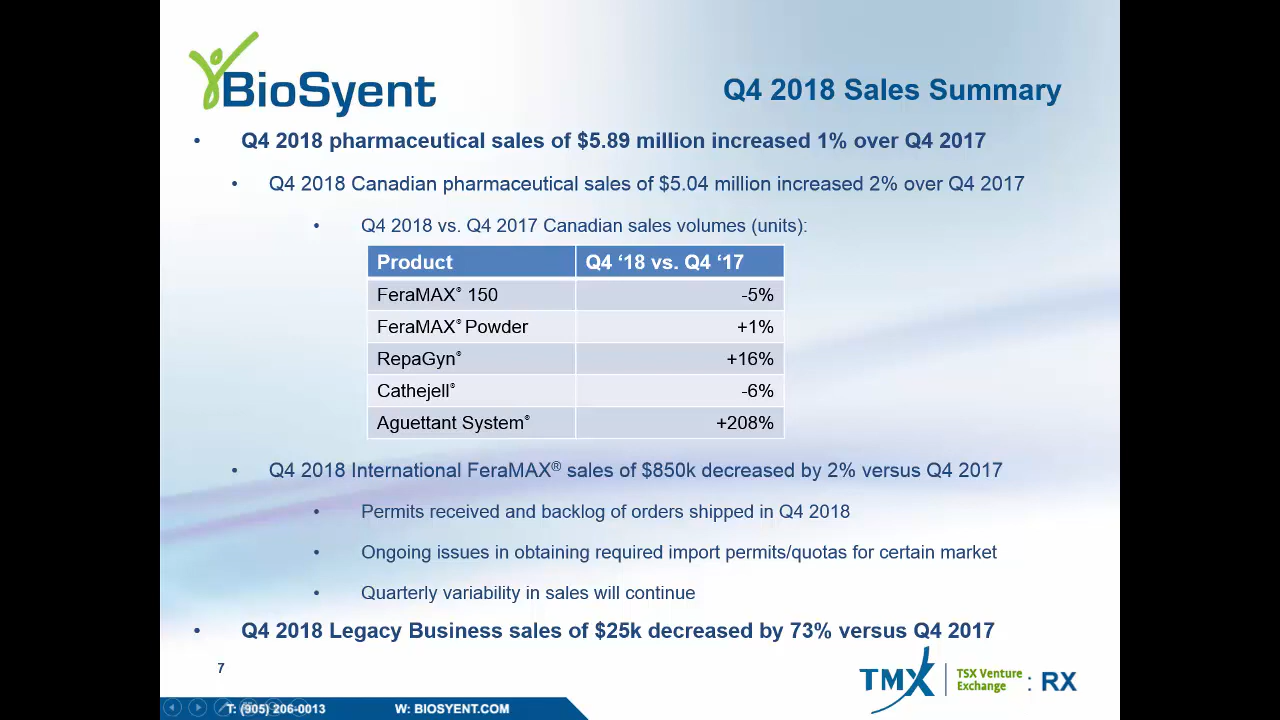 BioSyent
Q4 2018 Sales Summary
• Q4 2018 pharmaceutical sales of $5.89 million increased 1% over Q4 2017
• Q4 2018 Canadian pharmaceutical sales of $5.04 million increased 2% over Q4 2017
• Q4 2018 vs. Q4 2017 Canadian sales volumes (units):
Product Q4 ‘18 vs. Q4 ‘17
FeraMAX® 150 -5%
FeraMAX® Powder +1%
RepaGyn® +16%
Cathejell® -6%
Aguettant System® +208%
• Q4 2018 International FeraMAX® sales of $850k decreased by 2% versus Q4 2017
• Permits received and backlog of orders shipped in Q4 2018
• Ongoing issues in obtaining required import permits/quotas for certain market
• Quarterly variability in sales will continue
• Q4 2018 Legacy Business sales of $25k decreased by 73% versus Q4 2017
7
TMX TSX Venture
Exchange : RX
T: (905) 206-0013 W: BIOSYENT.COM